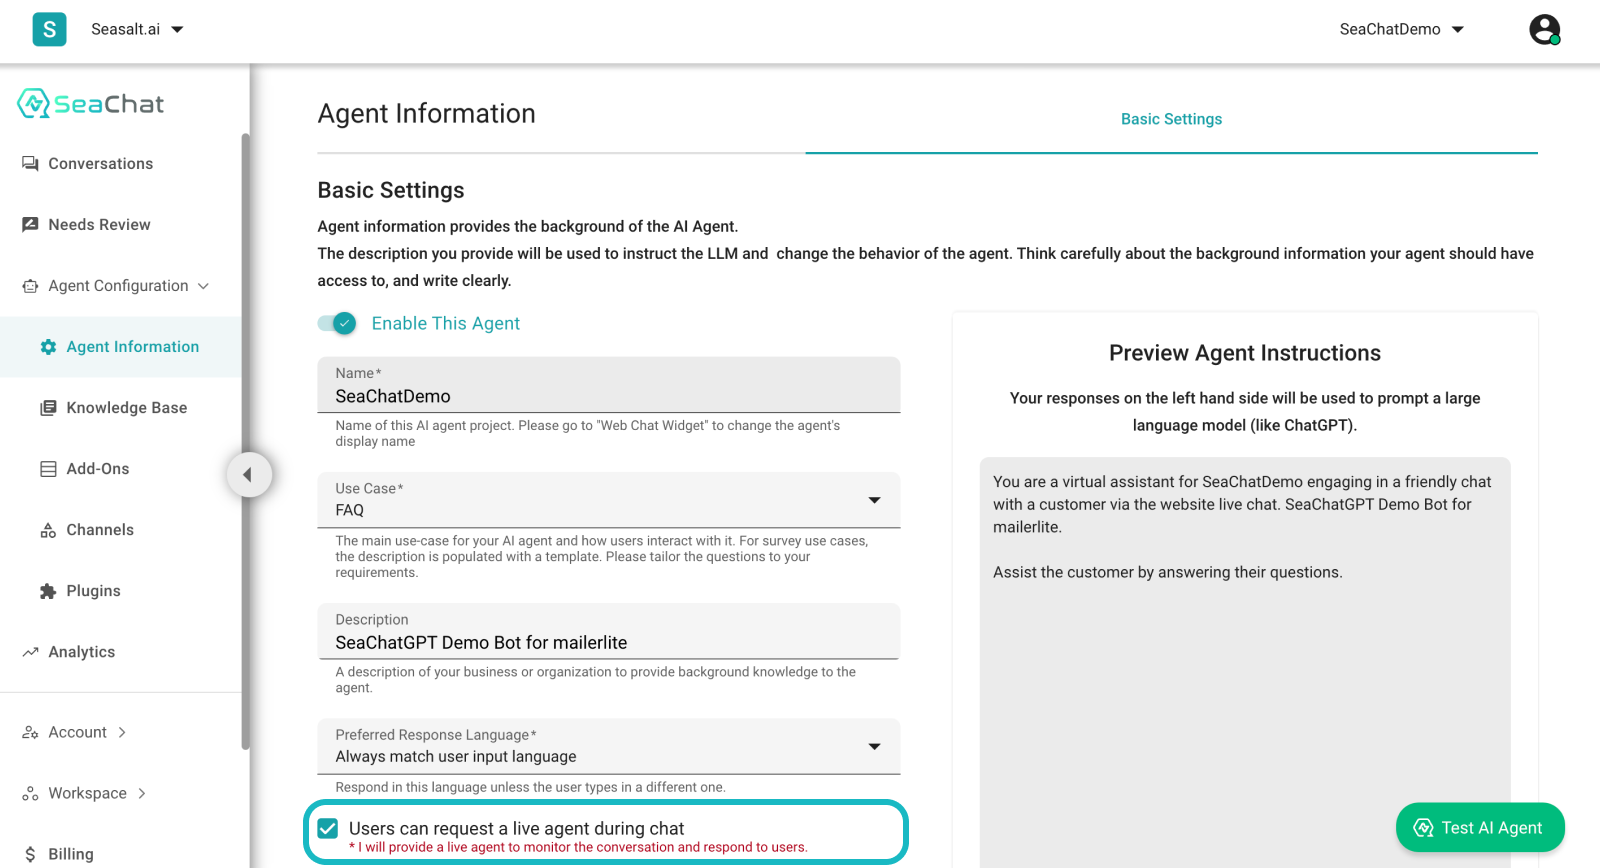 S
Seasalt.ai
SeaChatDemo
SeaChat
Conversations
Needs Review
Agent Configuration
Agent Information
Knowledge Base
Add-Ons
Channels
Plugins
Analytics
Account
Workspace
Billing
Agent Information
Basic Settings
Basic Settings
Agent information provides the background of the AI Agent.
The description you provide will be used to instruct the LLM and change the behavior of the agent. Think carefully about the background information your agent should have
access to, and write clearly.
Enable This Agent
Name*
SeaChatDemo
Name of this AI agent project. Please go to "Web Chat Widget" to change the agent's
display name
Use Case*
FAQ
The main use-case for your AI agent and how users interact with it. For survey use cases,
the description is populated with a template. Please tailor the questions to your
requirements.
Description
SeaChatGPT Demo Bot for mailerlite
A description of your business or organization to provide background knowledge to the
agent.
Preferred Response Language*
Always match user input language
Respond in this language unless the user types in a different one.
Users can request a live agent during chat
* I will provide a live agent to monitor the conversation and respond to users.
Preview Agent Instructions
Your responses on the left hand side will be used to prompt a large
language model (like ChatGPT).
You are a virtual assistant for SeaChatDemo engaging in a friendly chat
with a customer via the website live chat. SeaChatGPT Demo Bot for
mailerlite.
Assist the customer by answering their questions.
Test AI Agent